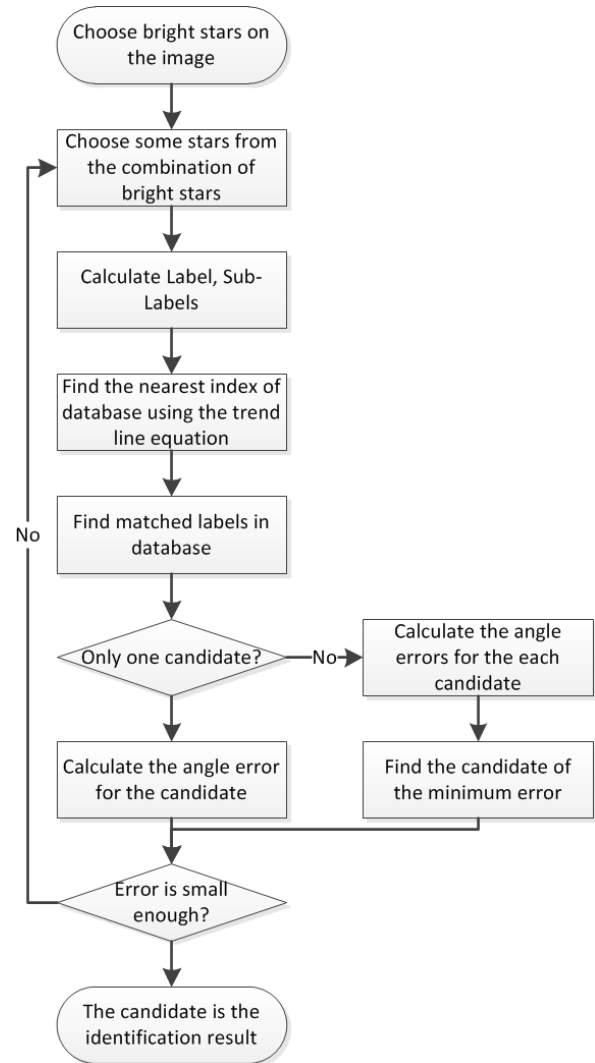 Choose bright stars on
the image
Choose some stars from
the combination of
bright stars
Calculate Label, Sub-
Labels
Find the nearest index of
database using the trend
line equation
No
Find matched labels in
database
Only one candidate?
No
Calculate the angle
errors for the each
candidate
Calculate the angle error
for the candidate
Find the candidate of
the minimum error
Error is small
enough?
The candidate is the
identification result